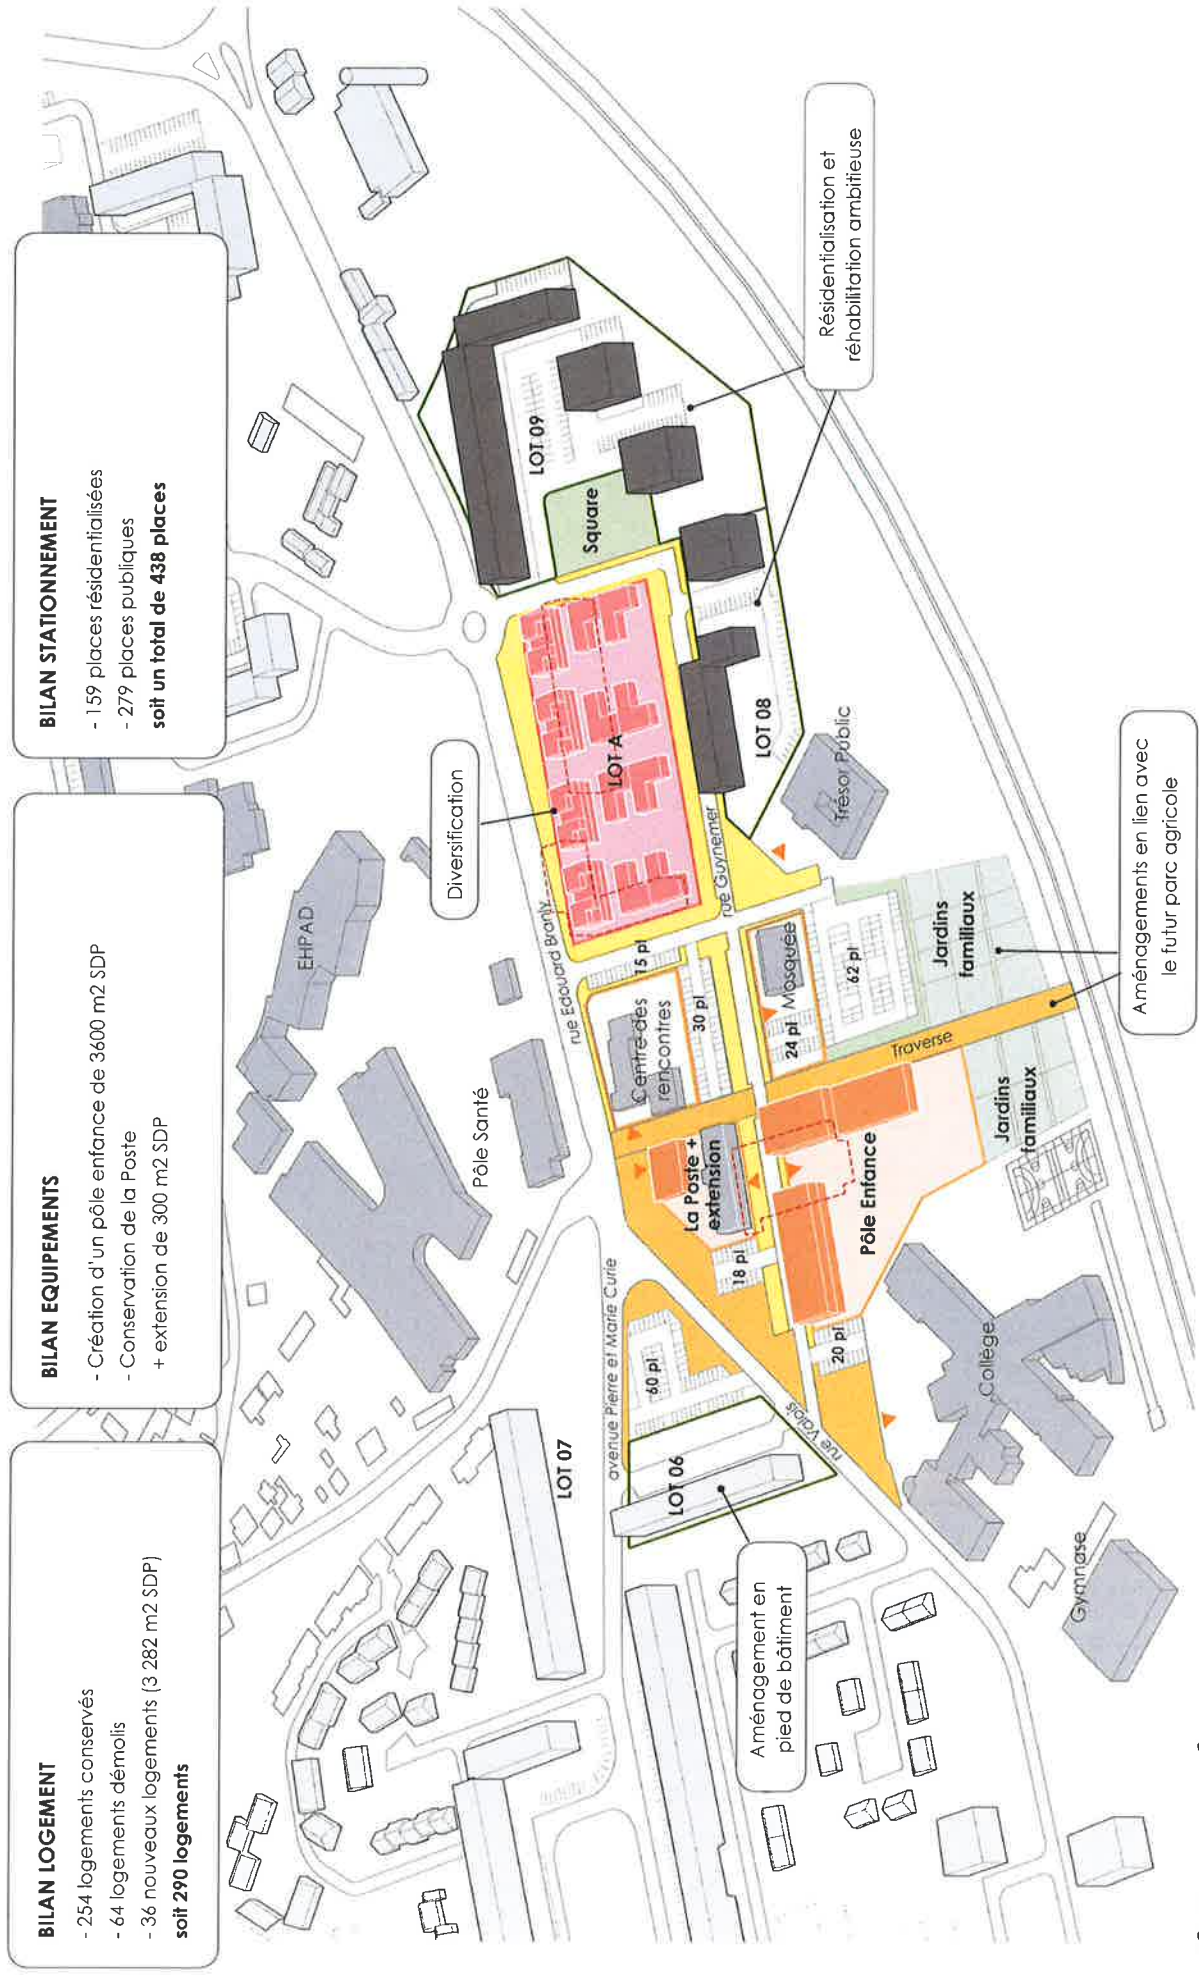 BILAN LOGEMENT
- 254 logements conservés
- 64 logements démolis
- 36 nouveaux logements (3 282 m2 SDP)
soit 290 logements
BILAN EQUIPEMENTS
- Création d'un pôle enfance de 3600 m2 SDP
- Conservation de la Poste
+ extension de 300 m2 SDP
BILAN STATIONNEMENT
- 159 places résidentialisées
- 279 places publiques
soit un total de 438 places
EHPAD
Pôle Santé
Diversification
LOT 07
avenue Pierre et Marie Curie
rue Edouard Branly
LOT 09
Square
LOT A
60 pl
LOT 06
rue Valois
18 pl
La Poste +
extension
Centre des
rencontres
15 pl
30 pl
rue Guynemer
LOT 08
Aménagement en
pied de bâtiment
20 pl
Pôle Enfance
24 pl
Mosquée
62 pl
Trésor Public
Résidentialisation et
réhabilitation ambitieuse
Traverse
Collège
Gymnase
Jardins
familiaux
Jardins
familiaux
Aménagements en lien avec
le futur parc agricole